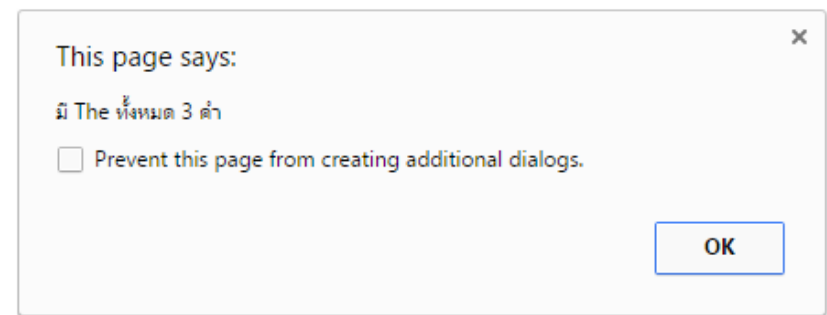 This page says:
มี The ทั้งหมด 3 คำ
Prevent this page from creating additional dialogs.
OK